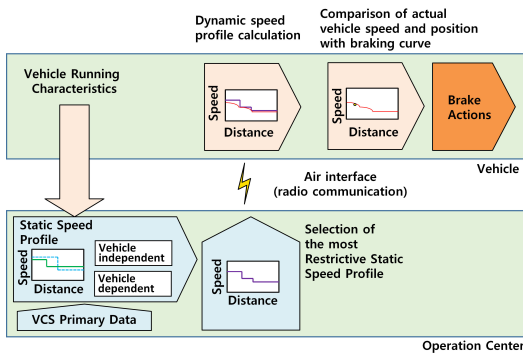 Dynamic speed
profile calculation
Comparison of actual
vehicle speed and position
with braking curve
Vehicle Running
Characteristics
Speed
Distance
Speed
Distance
Brake
Actions
Vehicle
Air interface
(radio communication)
Static Speed
Profile
Speed
Distance
Vehicle
independent
Vehicle
dependent
VCS Primary Data
Speed
Distance
Selection of
the most
Restrictive Static
Speed Profile
Operation Center